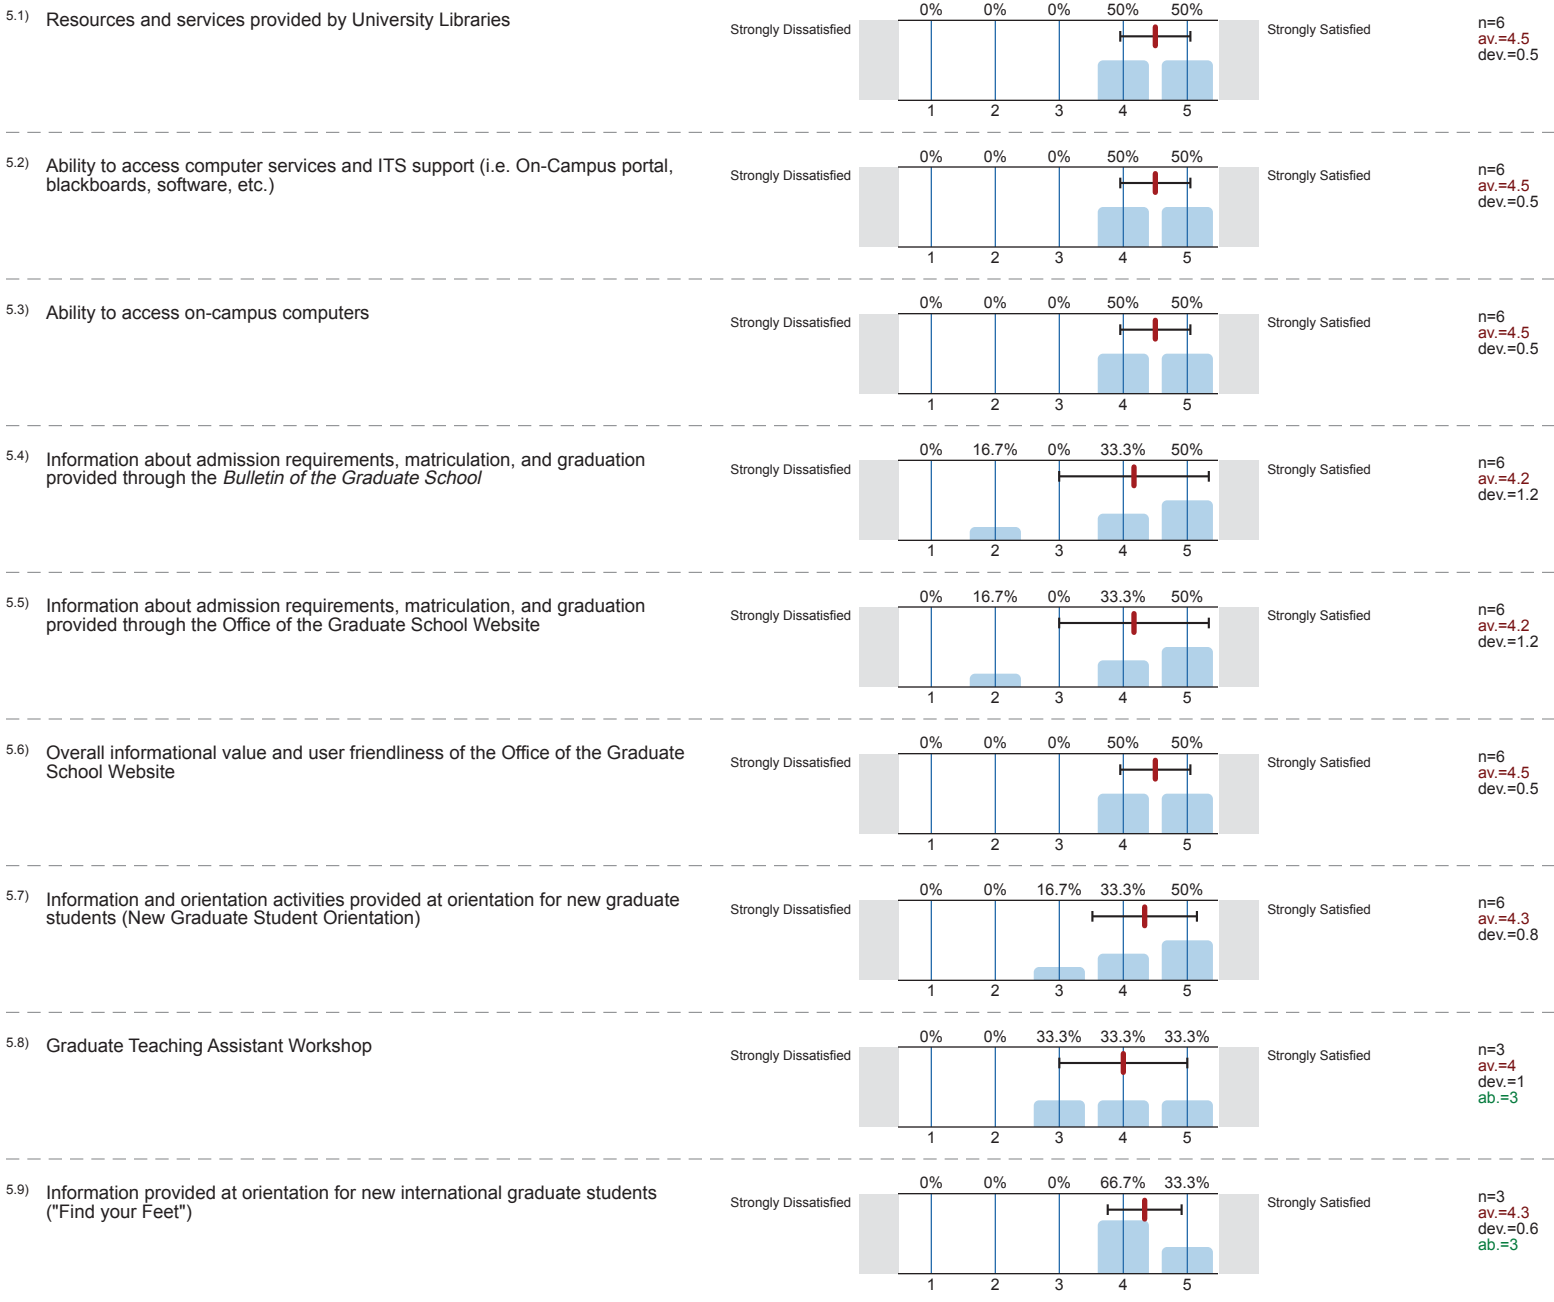 5.1) Resources and services provided by University Libraries
0% 0% 0% 50% 50%
Strongly Dissatisfied
Strongly Satisfied
n=6
av.=4.5
dev.=0.5
1 2 3 4 5
5.2) Ability to access computer services and ITS support (i.e. On-Campus portal,
blackboards, software, etc.)
0% 0% 0% 50% 50%
Strongly Dissatisfied
Strongly Satisfied
n=6
av.=4.5
dev.=0.5
1 2 3 4 5
5.3) Ability to access on-campus computers
0% 0% 0% 50% 50%
Strongly Dissatisfied
Strongly Satisfied
n=6
av.=4.5
dev.=0.5
1 2 3 4 5
5.4) Information about admission requirements, matriculation, and graduation
provided through the Bulletin of the Graduate School
0% 16.7% 0% 33.3% 50%
Strongly Dissatisfied
Strongly Satisfied
n=6
av.=4.2
dev.=1.2
1 2 3 4 5
5.5) Information about admission requirements, matriculation, and graduation
provided through the Office of the Graduate School Website
0% 16.7% 0% 33.3% 50%
Strongly Dissatisfied
Strongly Satisfied
n=6
av.=4.2
dev.=1.2
1 2 3 4 5
5.6) Overall informational value and user friendliness of the Office of the Graduate
School Website
0% 0% 0% 50% 50%
Strongly Dissatisfied
Strongly Satisfied
n=6
av.=4.5
dev.=0.5
1 2 3 4 5
5.7) Information and orientation activities provided at orientation for new graduate
students (New Graduate Student Orientation)
0% 0% 16.7% 33.3% 50%
Strongly Dissatisfied
Strongly Satisfied
n=6
av.=4.3
dev.=0.8
1 2 3 4 5
5.8) Graduate Teaching Assistant Workshop
0% 0% 33.3% 33.3% 33.3%
Strongly Dissatisfied
Strongly Satisfied
n=3
av.=4
dev.=1
ab.=3
1 2 3 4 5
5.9) Information provided at orientation for new international graduate students
("Find your Feet")
0% 0% 0% 66.7% 33.3%
Strongly Dissatisfied
Strongly Satisfied
n=3
av.=4.3
dev.=0.6
ab.=3
1 2 3 4 5